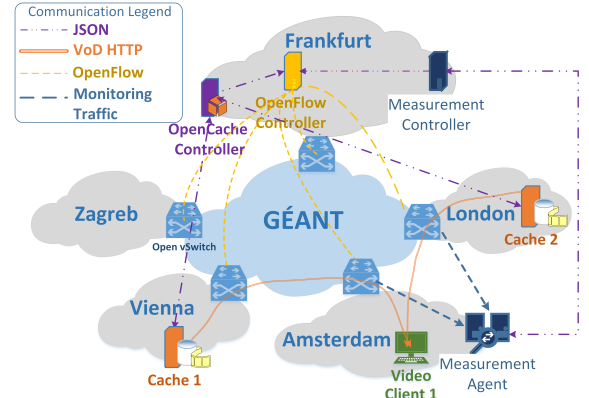 Communication Legend
JSON
VoD HTTP
OpenFlow
Monitoring
Traffic
Frankfurt
OpenFlow
Controller
Measurement
Controller
OpenCache
Controller
Zagreb
Open vSwitch
GÉANT
London
Cache 2
Vienna
Cache 1
Amsterdam
Video
Client 1
Measurement
Agent